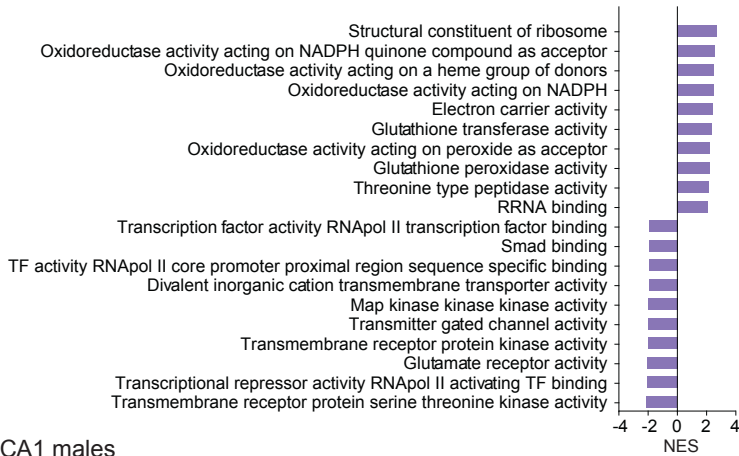 Structural constituent of ribosome
Oxidoreductase activity acting on NADPH quinone compound as acceptor
Oxidoreductase activity acting on a heme group of donors
Oxidoreductase activity acting on NADPH
Electron carrier activity
Glutathione transferase activity
Oxidoreductase activity acting on peroxide as acceptor
Glutathione peroxidase activity
Threonine type peptidase activity
RRNA binding
Transcription factor activity RNApol II transcription factor binding
Smad binding
TF activity RNApol II core promoter proximal region sequence specific binding
Divalent inorganic cation transmembrane transporter activity
Map kinase kinase kinase activity
Transmitter gated channel activity
Transmembrane receptor protein kinase activity
Glutamate receptor activity
Transcriptional repressor activity RNApol II activating TF binding
Transmembrane receptor protein serine threonine kinase activity
-4 -2 0 2 4
NES
CA1 males